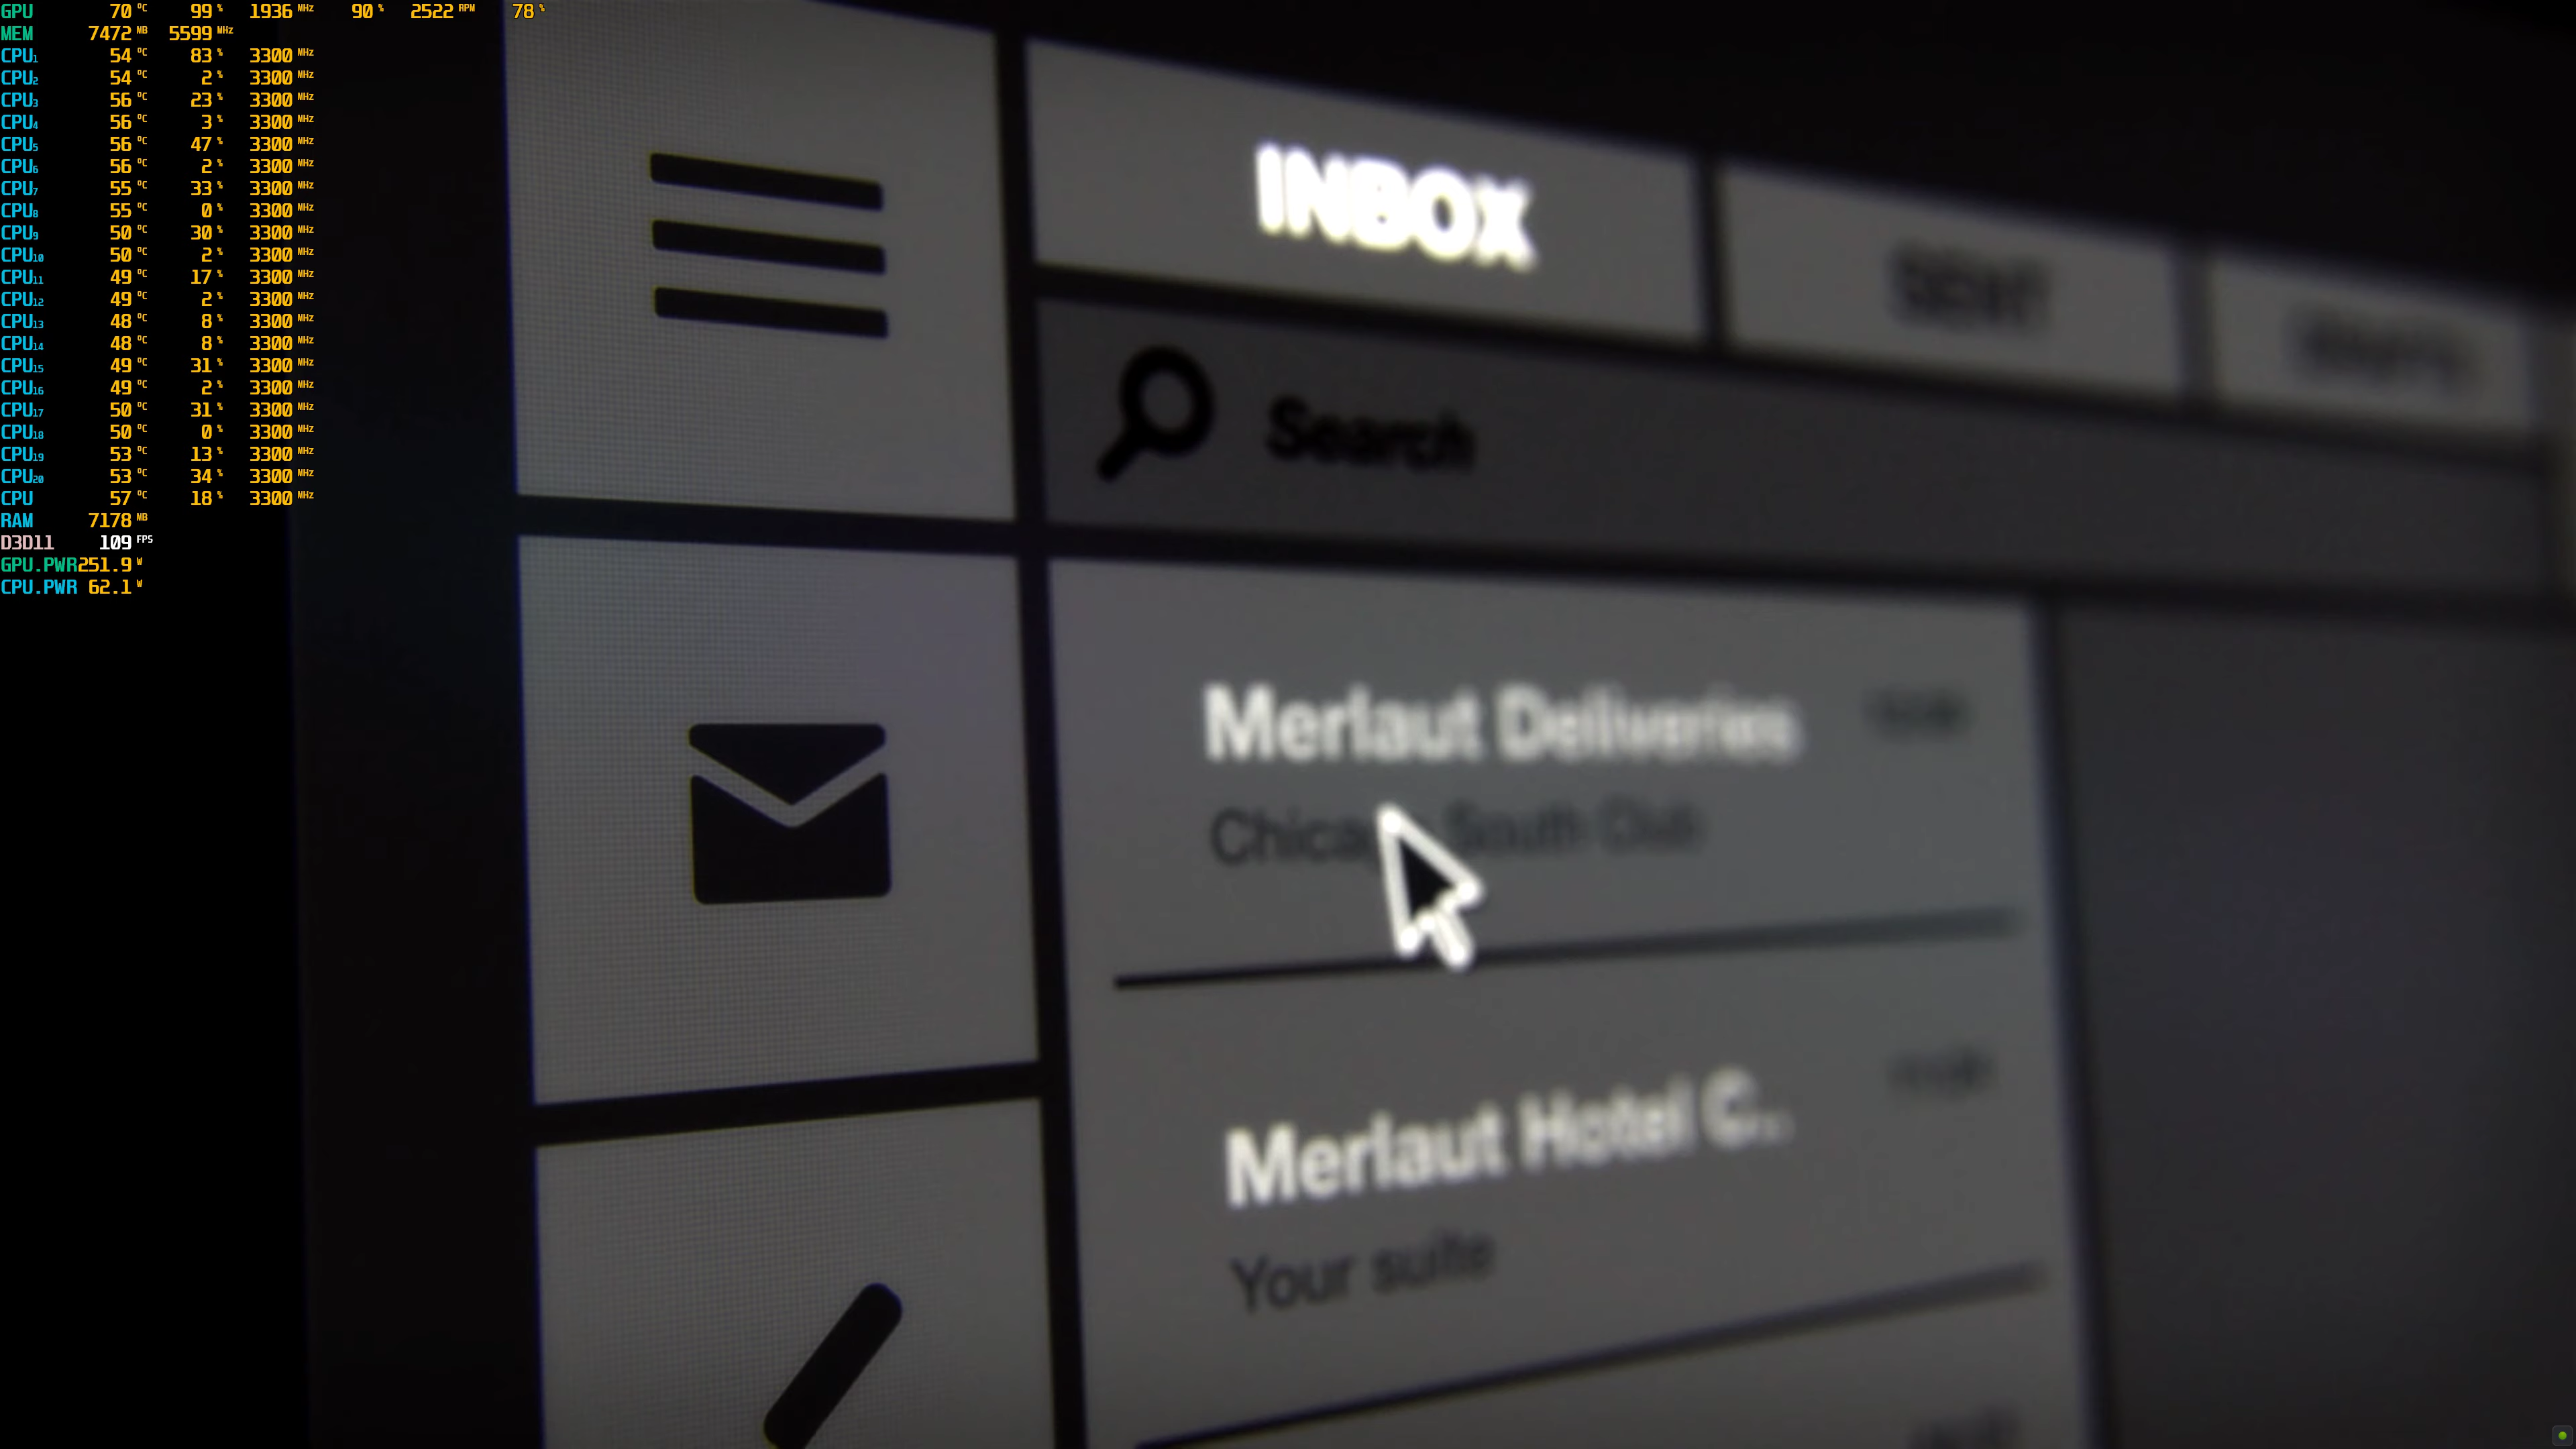 GPU 70 °C 99 % 1936 MHz 90 % 2522 RPM 78 %
MEM 7472 MB 5599 MHz
CPU1 54 °C 83 % 3300 MHz
CPU2 54 °C 2 % 3300 MHz
CPU3 56 °C 23 % 3300 MHz
CPU4 56 °C 3 % 3300 MHz
CPU5 56 °C 47 % 3300 MHz
CPU6 56 °C 2 % 3300 MHz
CPU7 55 °C 33 % 3300 MHz
CPU8 55 °C 0 % 3300 MHz
CPU9 50 °C 30 % 3300 MHz
CPU10 50 °C 2 % 3300 MHz
CPU11 49 °C 17 % 3300 MHz
CPU12 49 °C 2 % 3300 MHz
CPU13 48 °C 8 % 3300 MHz
CPU14 48 °C 8 % 3300 MHz
CPU15 49 °C 31 % 3300 MHz
CPU16 49 °C 2 % 3300 MHz
CPU17 50 °C 31 % 3300 MHz
CPU18 50 °C 0 % 3300 MHz
CPU19 53 °C 13 % 3300 MHz
CPU20 53 °C 34 % 3300 MHz
CPU 57 °C 18 % 3300 MHz
RAM 7178 MB
D3D11 109 FPS
GPU.PWR 251.9 W
CPU.PWR 62.1 W
INBOX SENT
Search
Merlaut Deliveries
South Club
Merlaut Hotel C..
Your suite